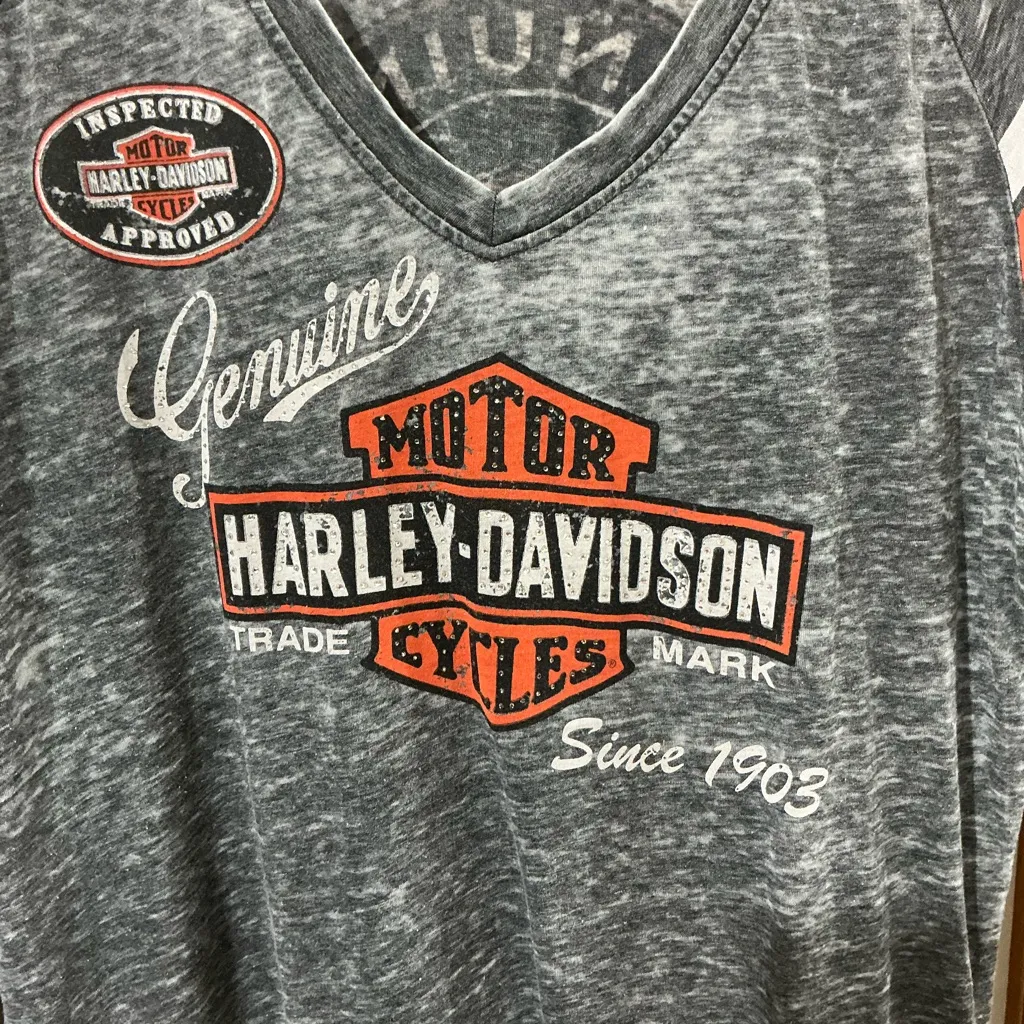 INSPECTED
MOTOR
HARLEY-DAVIDSON
CYCLES
APPROVED
Genuine
MOTOR
HARLEY-DAVIDSON
TRADE MARK
CYCLES®
Since 1903